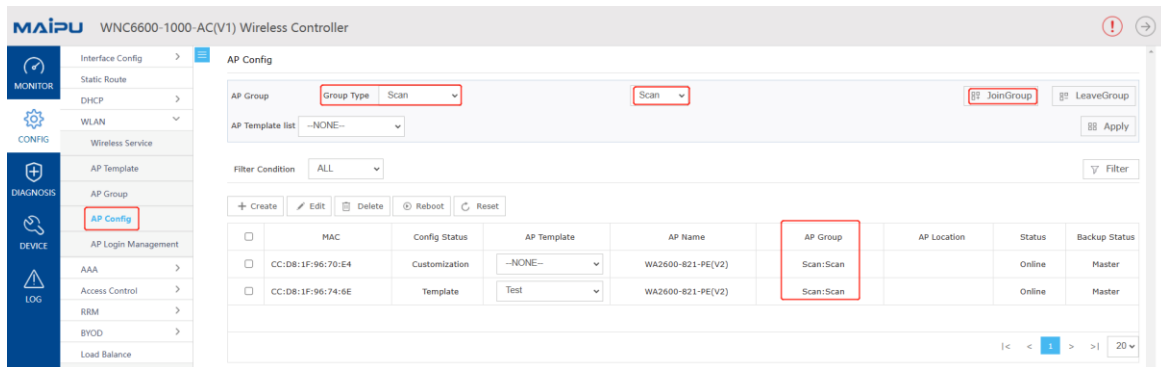 MAIPU WNC6600-1000-AC(V1) Wireless Controller
MONITOR
CONFIG
DIAGNOSIS
DEVICE
LOG
Interface Config
Static Route
DHCP
WLAN
Wireless Service
AP Template
AP Group
AP Config
AP Login Management
AAA
Access Control
RRM
BYOD
Load Balance
AP Config
AP Group Group Type Scan Scan JoinGroup LeaveGroup
AP Template list --NONE-- Apply
Filter Condition ALL Filter
+ Create Edit Delete Reboot Reset
MAC Config Status AP Template AP Name AP Group AP Location Status Backup Status
CC:D8:1F:96:70:E4 Customization --NONE-- WA2600-821-PE(V2) Scan:Scan Online Master
CC:D8:1F:96:74:6E Template Test WA2600-821-PE(V2) Scan:Scan Online Master
|< < 1 > >| 20